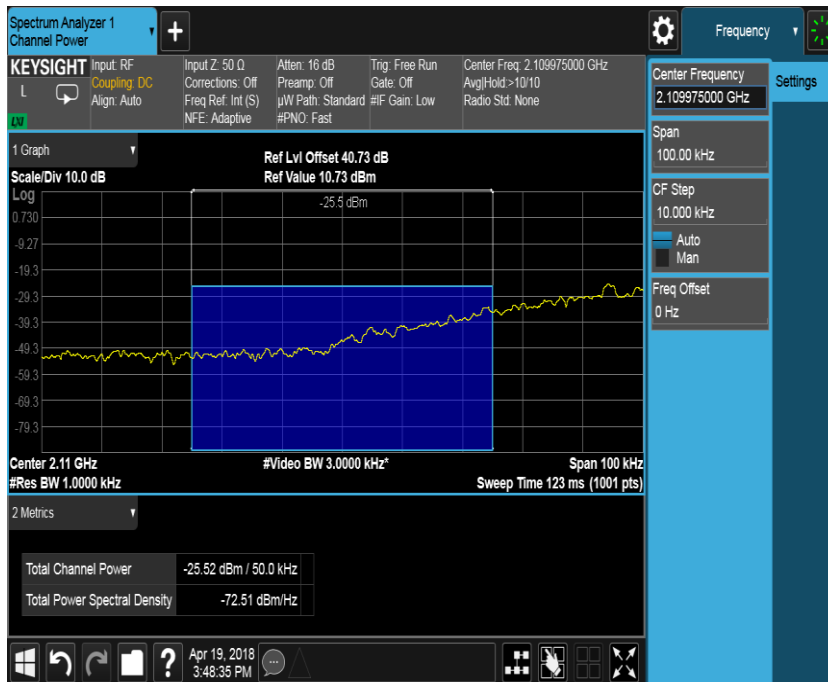 Spectrum Analyzer 1
Channel Power
+
Frequency
KEYSIGHT
L
LXI
Input: RF
Coupling: DC
Align: Auto
Input Z: 50 Ω
Corrections: Off
Freq Ref: Int (S)
NFE: Adaptive
Atten: 16 dB
Preamp: Off
µW Path: Standard
#PNO: Fast
Trig: Free Run
Gate: Off
#IF Gain: Low
Center Freq: 2.109975000 GHz
Avg|Hold:>10/10
Radio Std: None
Center Frequency
2.109975000 GHz
Settings
Span
100.00 kHz
CF Step
10.000 kHz
Auto
Man
Freq Offset
0 Hz
1 Graph
Scale/Div 10.0 dB
Ref Lvl Offset 40.73 dB
Ref Value 10.73 dBm
Log
-25.5 dBm
0.730
-9.27
-19.3
-29.3
-39.3
-49.3
-59.3
-69.3
-79.3
Center 2.11 GHz
#Video BW 3.0000 kHz*
Span 100 kHz
#Res BW 1.0000 kHz
Sweep Time 123 ms (1001 pts)
2 Metrics
Total Channel Power -25.52 dBm / 50.0 kHz
Total Power Spectral Density -72.51 dBm/Hz
?
Apr 19, 2018
3:48:35 PM